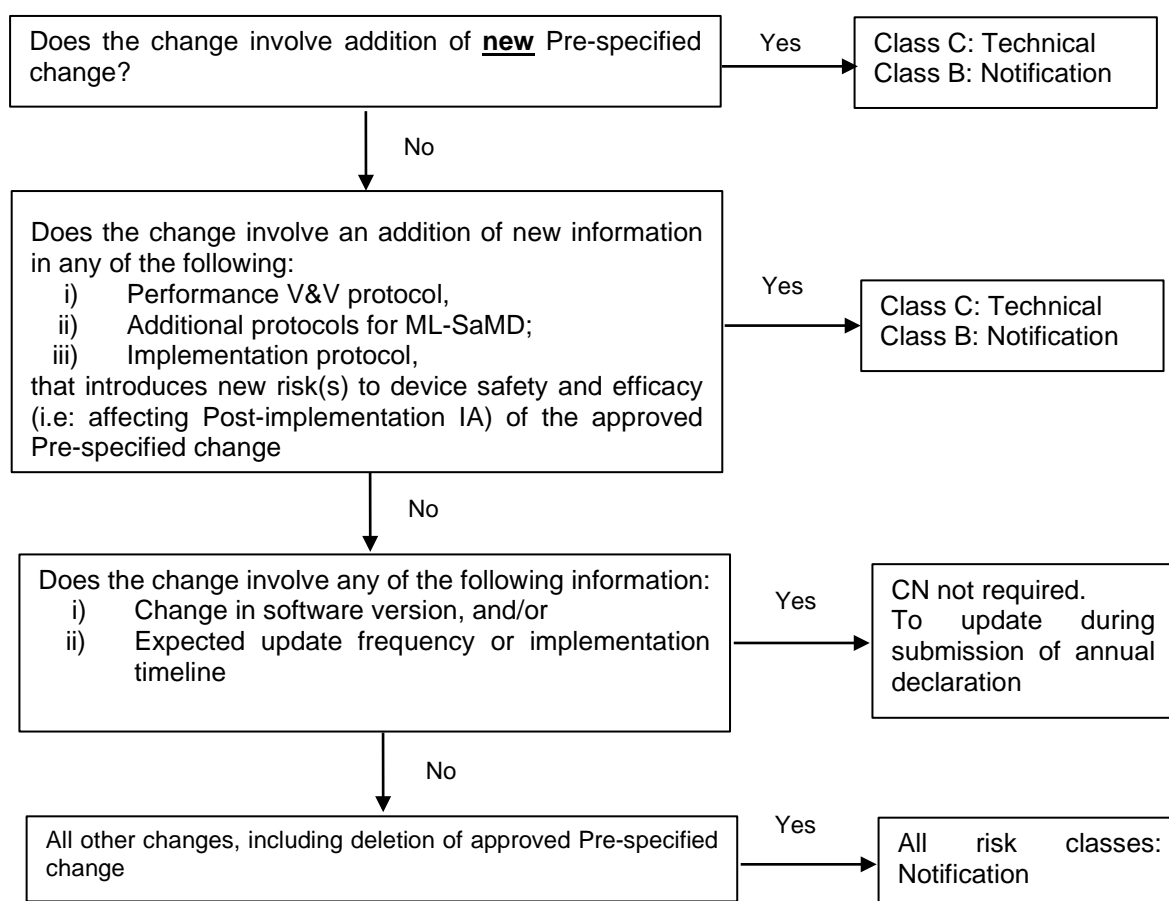 Does the change involve addition of new Pre-specified
change?
Yes
Class C: Technical
Class B: Notification
No
Does the change involve an addition of new information
in any of the following:
i) Performance V&V protocol,
ii) Additional protocols for ML-SaMD;
iii) Implementation protocol,
that introduces new risk(s) to device safety and efficacy
(i.e: affecting Post-implementation IA) of the approved
Pre-specified change
Yes
Class C: Technical
Class B: Notification
No
Does the change involve any of the following information:
i) Change in software version, and/or
ii) Expected update frequency or implementation
timeline
Yes
CN not required.
To update during
submission of annual
declaration
No
All other changes, including deletion of approved Pre-specified
change
Yes
All risk classes:
Notification